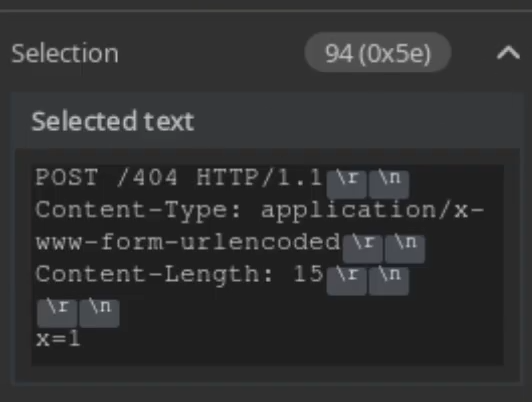 Selection 94 (0x5e)
Selected text
POST /404 HTTP/1.1 \r \n
Content-Type: application/x-
www-form-urlencoded \r \n
Content-Length: 15 \r \n
\r \n
x=1